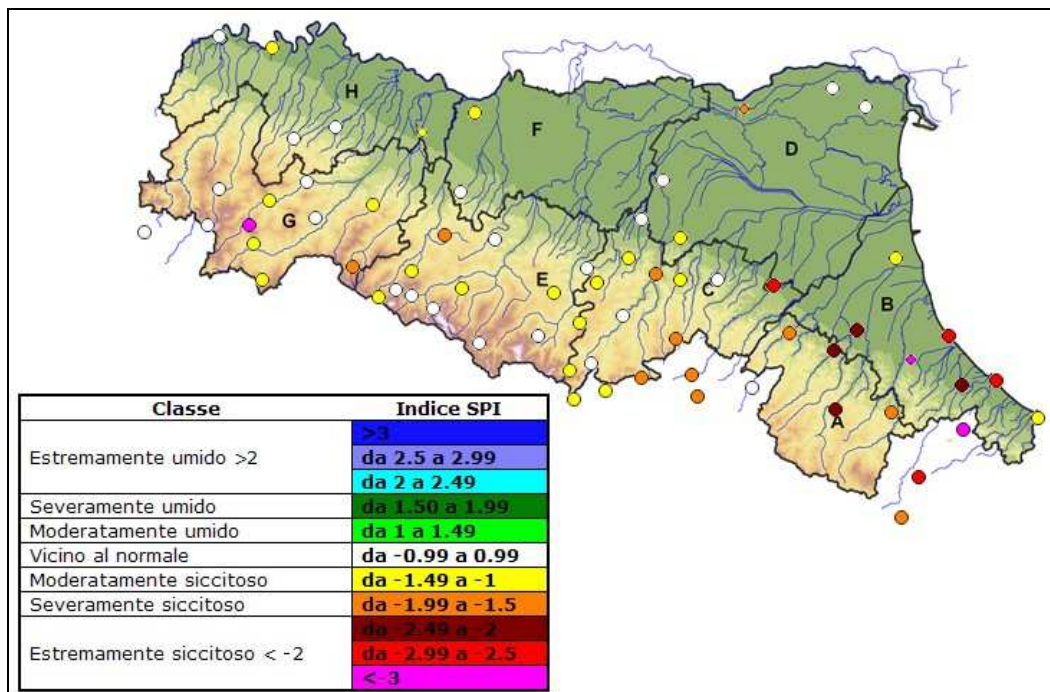 H
F
D
G
E
C
B
A
Classe Indice SPI
Estremamente umido >2
>3
da 2.5 a 2.99
da 2 a 2.49
Severamente umido da 1.50 a 1.99
Moderatamente umido da 1 a 1.49
Vicino al normale da -0.99 a 0.99
Moderatamente siccitoso da -1.49 a -1
Severamente siccitoso da -1.99 a -1.5
Estremamente siccitoso < -2
da -2.49 a -2
da -2.99 a -2.5
<-3